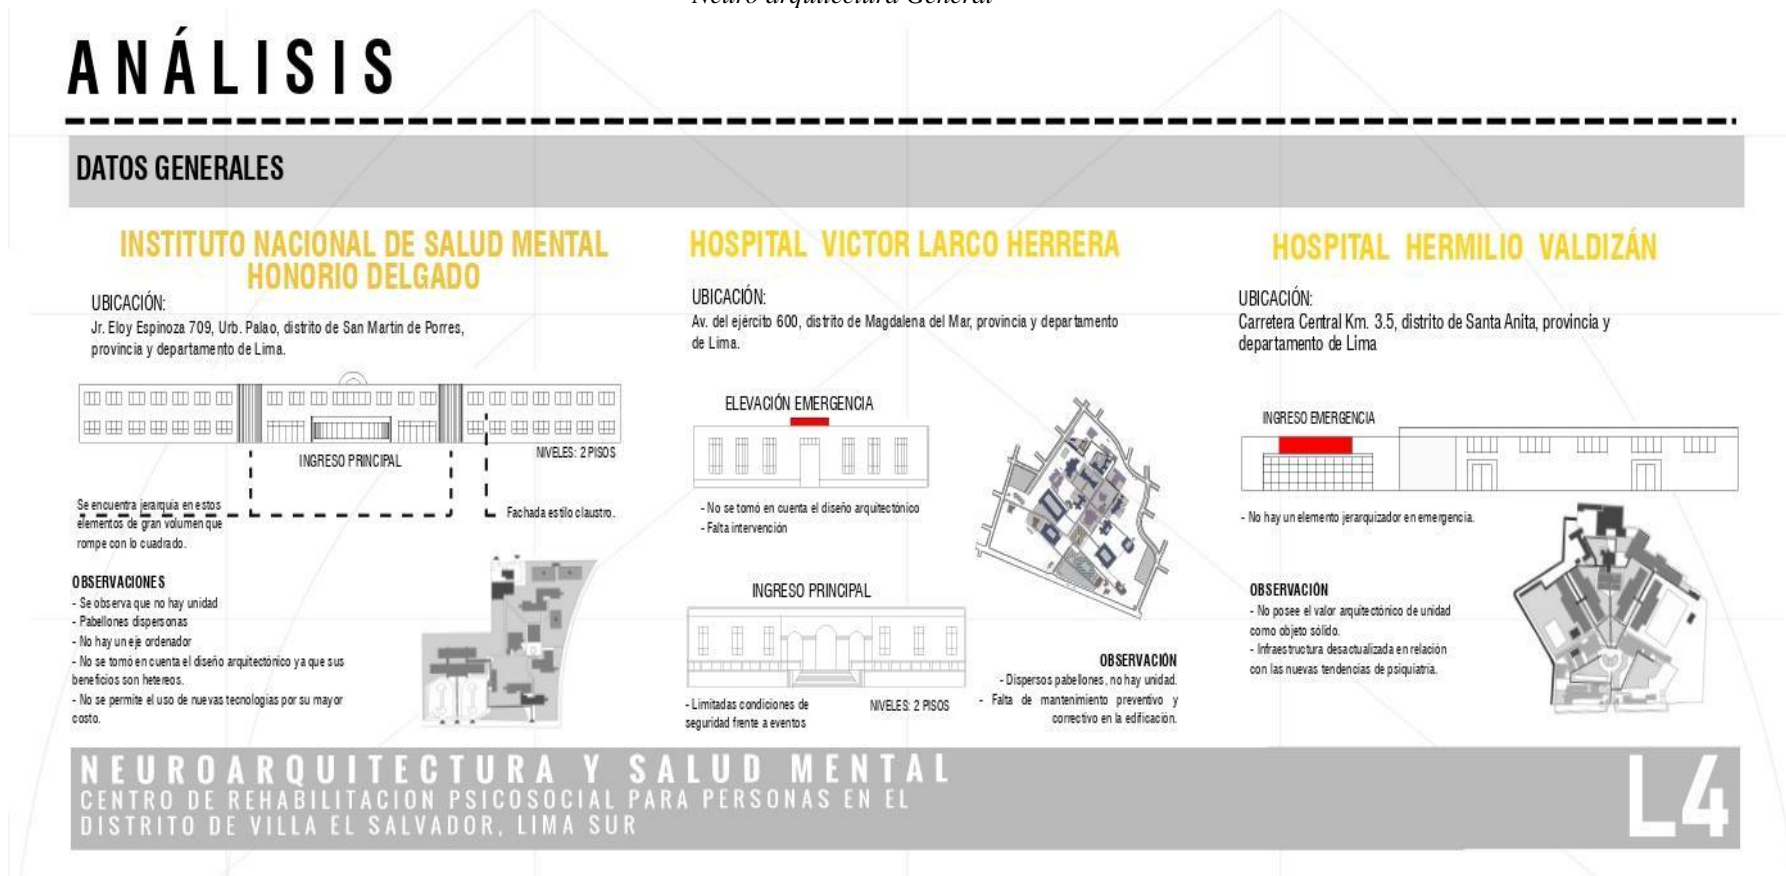 Neuro arquitectura General
ANÁLISIS
DATOS GENERALES
INSTITUTO NACIONAL DE SALUD MENTAL
HONORIO DELGADO
UBICACIÓN:
Jr. Eloy Espinoza 709, Urb. Palao, distrito de San Martin de Porres,
provincia y departamento de Lima.
INGRESO PRINCIPAL
NIVELES: 2 PISOS
Se encuentra jerarquía en estos
elementos de gran volumen que
rompe con lo cuadrado.
Fachada estilo claustro.
OBSERVACIONES
- Se observa que no hay unidad
- Pabellones dispersonas
- No hay un eje ordenador
- No se tomó en cuenta el diseño arquitectónico ya que sus
beneficios son hetereos.
- No se permite el uso de nuevas tecnologías por su mayor
costo.
HOSPITAL VICTOR LARCO HERRERA
UBICACIÓN:
Av. del ejército 600, distrito de Magdalena del Mar, provincia y departamento
de Lima.
ELEVACIÓN EMERGENCIA
- No se tomó en cuenta el diseño arquitectónico
- Falta intervención
INGRESO PRINCIPAL
- Limitadas condiciones de
seguridad frente a eventos
NIVELES: 2 PISOS
OBSERVACIÓN
- Dispersos pabellones, no hay unidad.
- Falta de mantenimiento preventivo y
correctivo en la edificación.
HOSPITAL HERMILIO VALDIZÁN
UBICACIÓN:
Carretera Central Km. 3.5, distrito de Santa Anita, provincia y
departamento de Lima
INGRESO EMERGENCIA
- No hay un elemento jerarquizador en emergencia.
OBSERVACIÓN
- No posee el valor arquitectónico de unidad
como objeto sólido.
- Infraestructura desactualizada en relación
con las nuevas tendencias de psiquiatría.
NEUROARQUITECTURA Y SALUD MENTAL
CENTRO DE REHABILITACION PSICOSOCIAL PARA PERSONAS EN EL
DISTRITO DE VILLA EL SALVADOR, LIMA SUR
L4